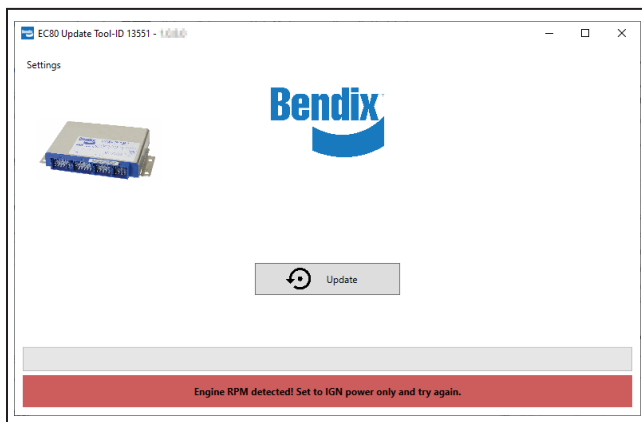 EC80 Update Tool-ID 13551 -
Settings
Bendix
Bendix
Update
Engine RPM detected! Set to IGN power only and try again.